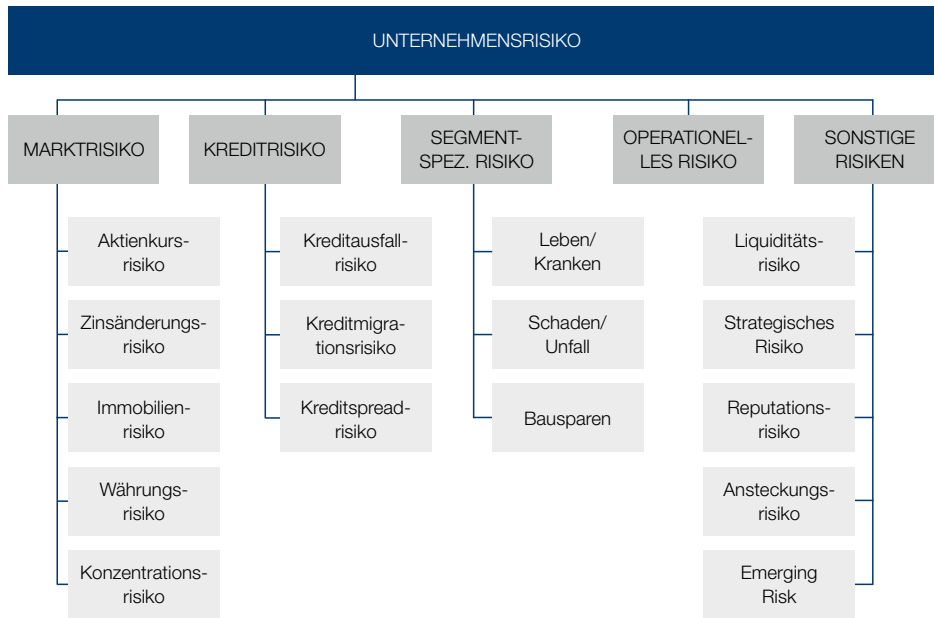 UNTERNEHMENSRISIKO
MARKTRISIKO
KREDITRISIKO
SEGMENT-
SPEZ. RISIKO
OPERATIONEL-
LES RISIKO
SONSTIGE
RISIKEN
Aktienkurs-
risiko
Zinsänderungs-
risiko
Immobilien-
risiko
Währungs-
risiko
Konzentrations-
risiko
Kreditausfall-
risiko
Kreditmigra-
tionsrisiko
Kreditspread-
risiko
Leben/
Kranken
Schaden/
Unfall
Bausparen
Liquiditäts-
risiko
Strategisches
Risiko
Reputations-
risiko
Ansteckungs-
risiko
Emerging
Risk